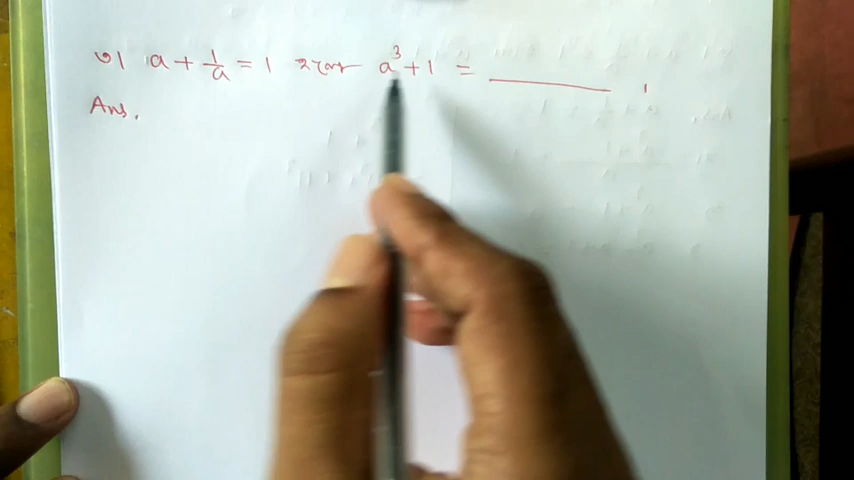 ৩। a + 1/a = 1 হলে a³ + 1 = ________ ।
Ans.